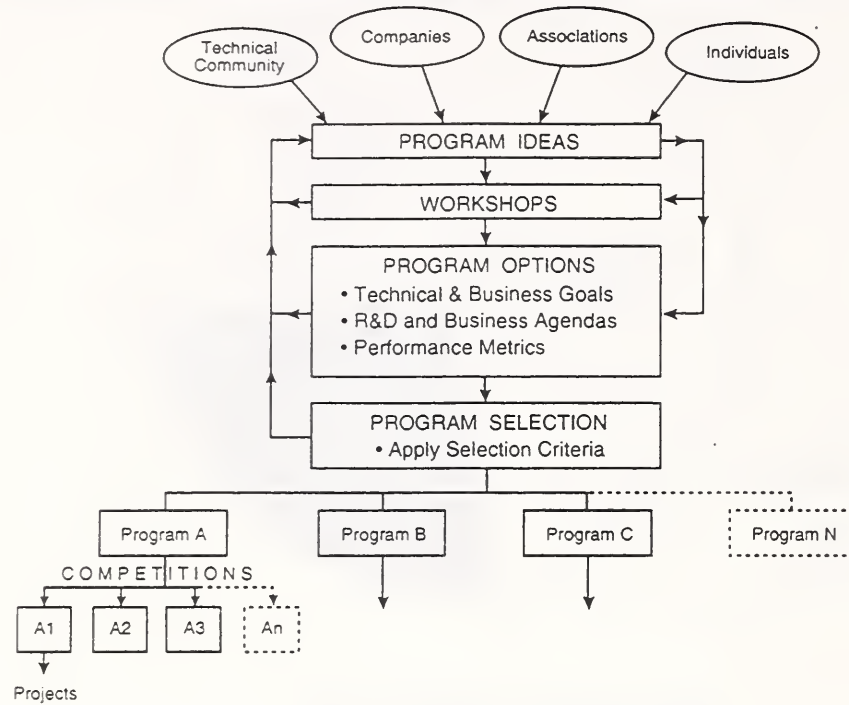 Technical
Community
Companies
Associations
Individuals
PROGRAM IDEAS
WORKSHOPS
PROGRAM OPTIONS
• Technical & Business Goals
• R&D and Business Agendas
• Performance Metrics
PROGRAM SELECTION
• Apply Selection Criteria
Program A
Program B
Program C
Program N
COMPETITIONS
A1
A2
A3
An
Projects